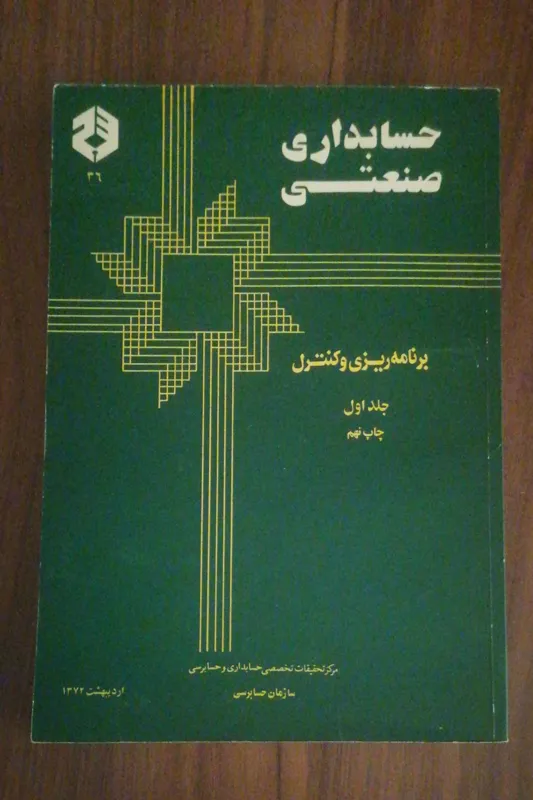 حسابداری
صنعتی
۳۶
برنامه‌ریزی و کنترل
جلد اول
چاپ نهم
مرکز تحقیقات تخصصی حسابداری و حسابرسی
سازمان حسابرسی
اردیبهشت ۱۳۷۲